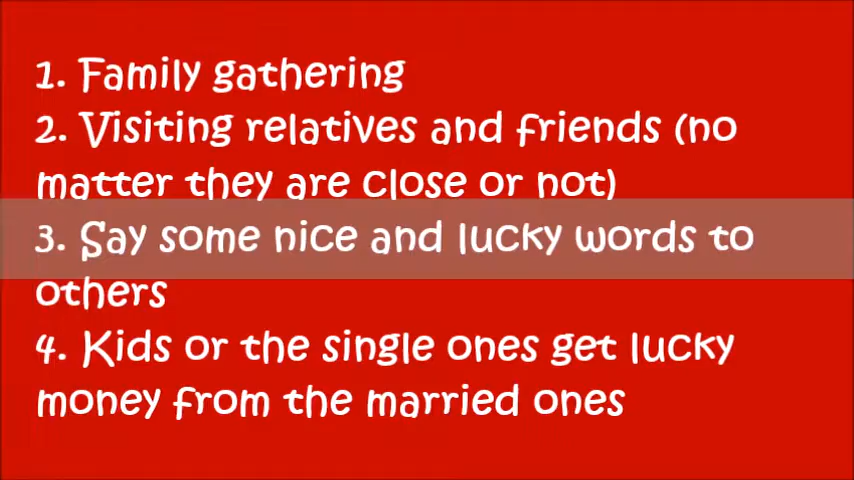 1. Family gathering
2. Visiting relatives and friends (no
matter they are close or not)
3. Say some nice and lucky words to
others
4. Kids or the single ones get lucky
money from the married ones